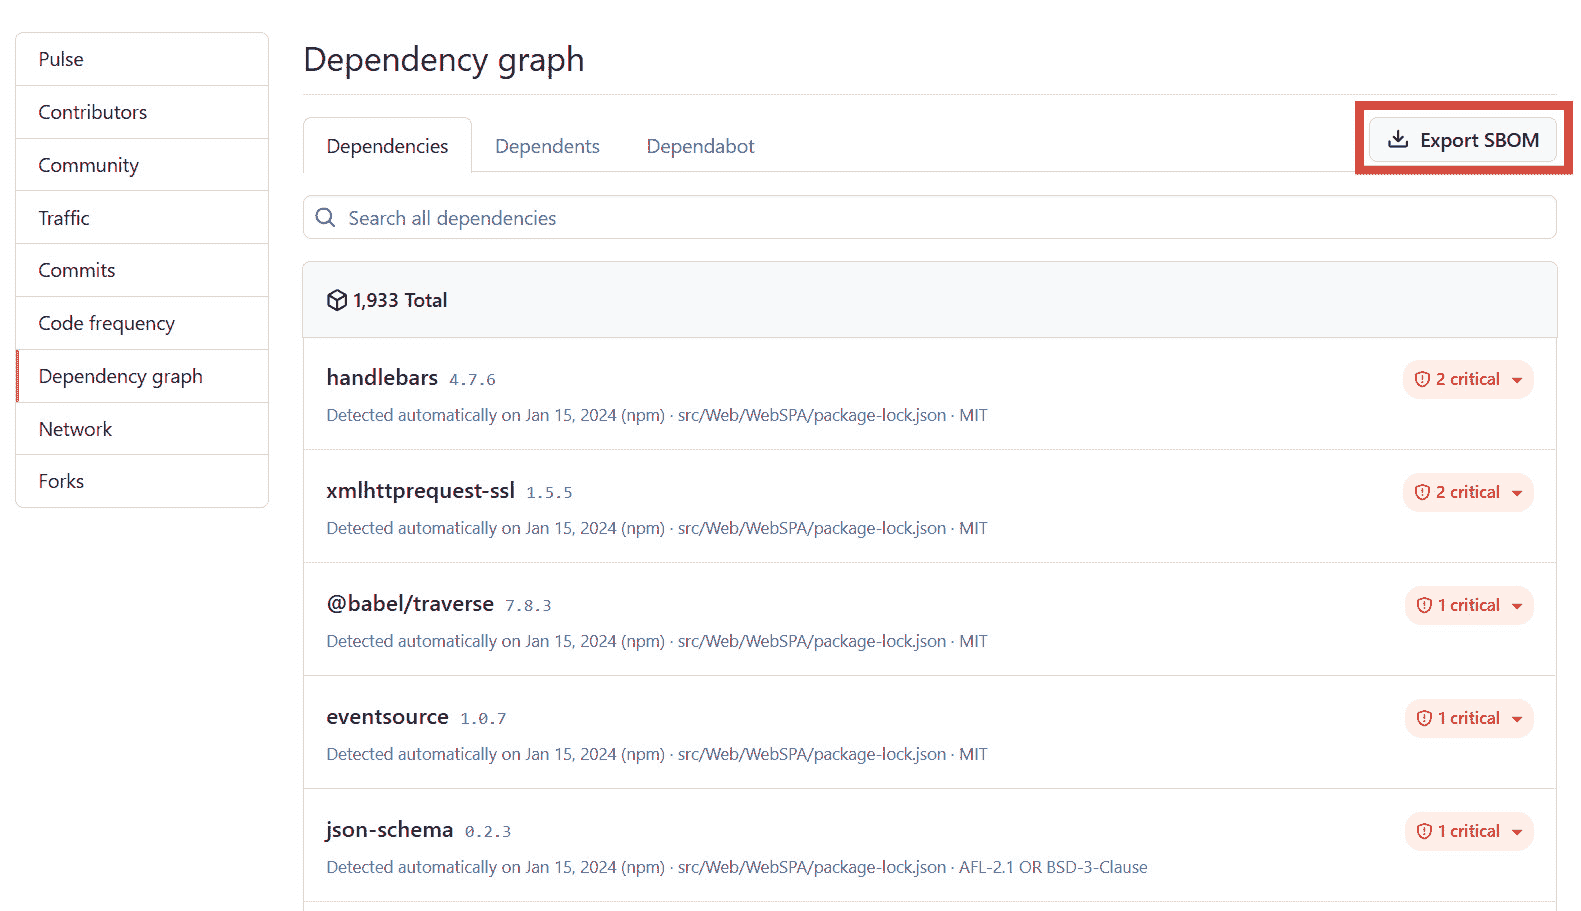 Pulse
Contributors
Community
Traffic
Commits
Code frequency
Dependency graph
Network
Forks
Dependency graph
Dependencies
Dependents
Dependabot
Export SBOM
Search all dependencies
1,933 Total
handlebars 4.7.6
2 critical
Detected automatically on Jan 15, 2024 (npm) · src/Web/WebSPA/package-lock.json · MIT
xmlhttprequest-ssl 1.5.5
2 critical
Detected automatically on Jan 15, 2024 (npm) · src/Web/WebSPA/package-lock.json · MIT
@babel/traverse 7.8.3
1 critical
Detected automatically on Jan 15, 2024 (npm) · src/Web/WebSPA/package-lock.json · MIT
eventsource 1.0.7
1 critical
Detected automatically on Jan 15, 2024 (npm) · src/Web/WebSPA/package-lock.json · MIT
json-schema 0.2.3
1 critical
Detected automatically on Jan 15, 2024 (npm) · src/Web/WebSPA/package-lock.json · AFL-2.1 OR BSD-3-Clause